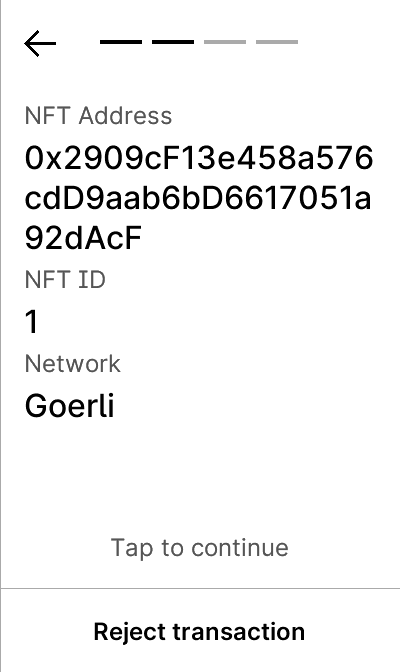 NFT Address
0x2909cF13e458a576
cdD9aab6bD6617051a
92dAcF
NFT ID
1
Network
Goerli
Tap to continue
Reject transaction